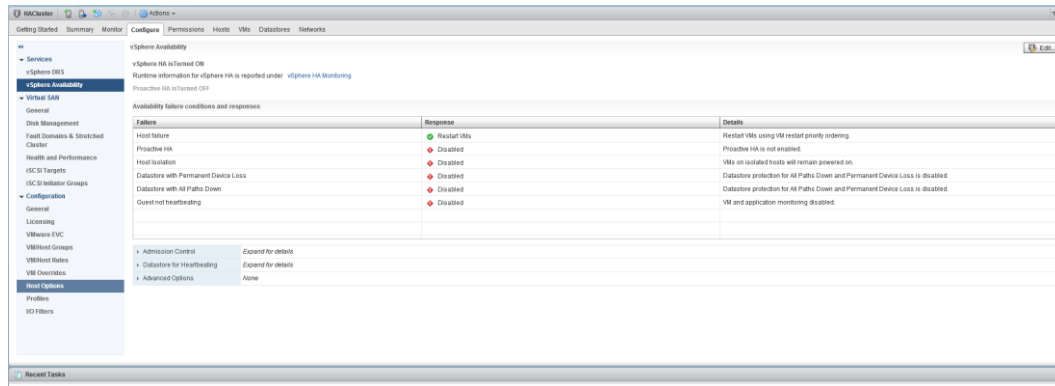 HACluster Actions
Getting Started Summary Monitor Configure Permissions Hosts VMs Datastores Networks
vSphere Availability Edit...
Services
vSphere DRS
vSphere Availability
Virtual SAN
General
Disk Management
Fault Domains & Stretched
Cluster
Health and Performance
iSCSI Targets
iSCSI Initiator Groups
Configuration
General
Licensing
VMware EVC
VM/Host Groups
VM/Host Rules
VM Overrides
Host Options
Profiles
I/O Filters
vSphere HA isTurned ON
Runtime information for vSphere HA is reported under vSphere HA Monitoring
Proactive HA isTurned OFF
Availability failure conditions and responses
Failure Response Details
Host failure Restart VMs Restart VMs using VM restart priority ordering.
Proactive HA Disabled Proactive HA is not enabled.
Host Isolation Disabled VMs on isolated hosts will remain powered on.
Datastore with Permanent Device Loss Disabled Datastore protection for All Paths Down and Permanent Device Loss is disabled.
Datastore with All Paths Down Disabled Datastore protection for All Paths Down and Permanent Device Loss is disabled.
Guest not heartbeating Disabled VM and application monitoring disabled.
Admission Control Expand for details
Datastore for Heartbeating Expand for details
Advanced Options None
Recent Tasks